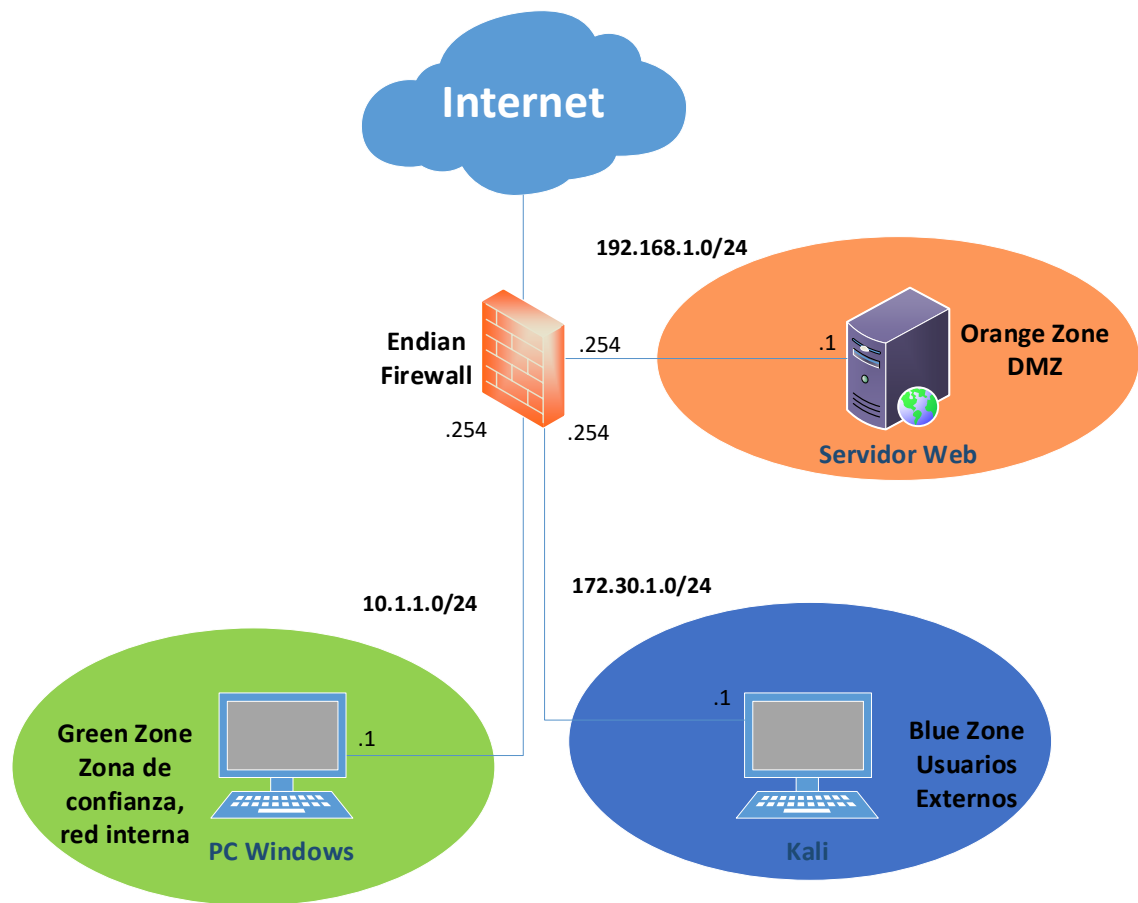 Internet
192.168.1.0/24
Endian
Firewall
.254
.1
Orange Zone
DMZ
Servidor Web
.254
.254
10.1.1.0/24
172.30.1.0/24
Green Zone
Zona de
confianza,
red interna
.1
PC Windows
.1
Blue Zone
Usuarios
Externos
Kali